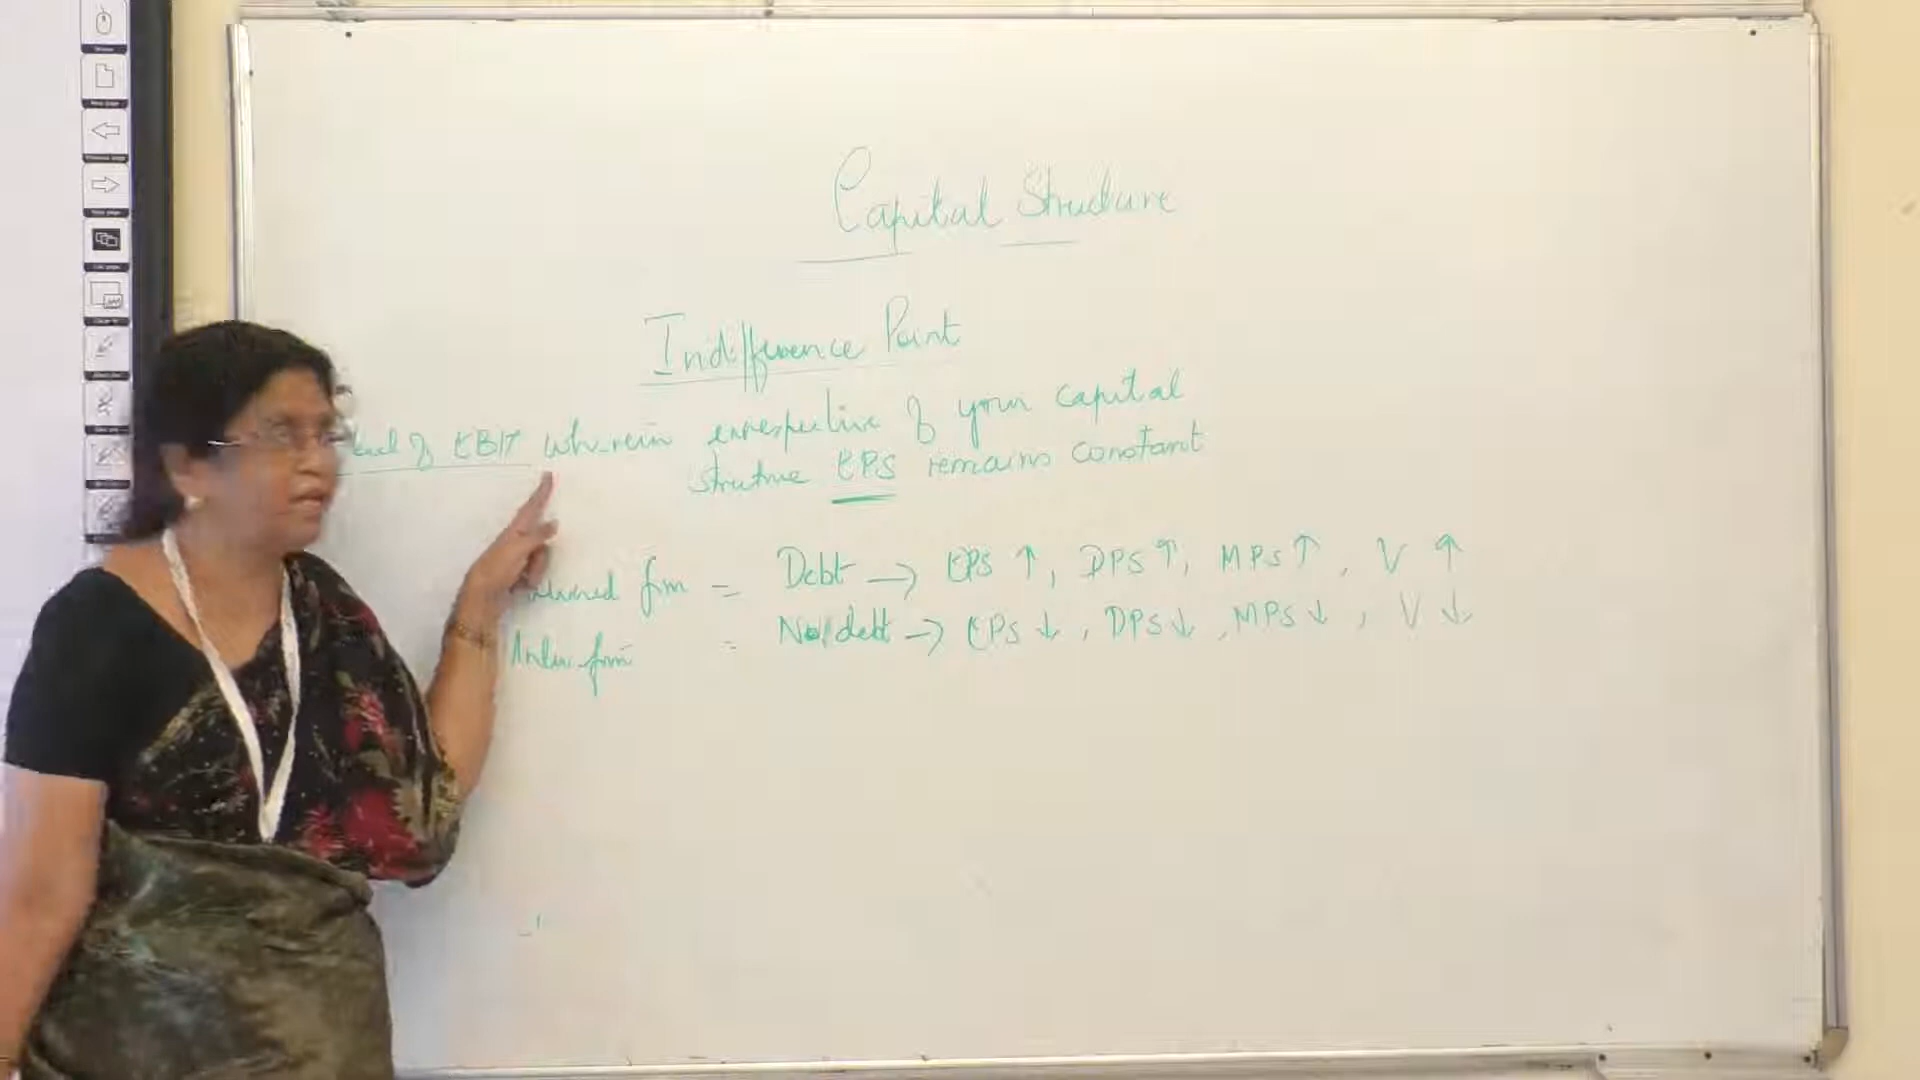 Capital Structure
Indifference Point
of EBIT wherein irrespective of your capital
structure EPS remains constant
firm = Debt → EPS ↑, DPS ↑, MPS ↑, V ↑
firm = No debt → EPS ↓, DPS ↓, MPS ↓, V ↓